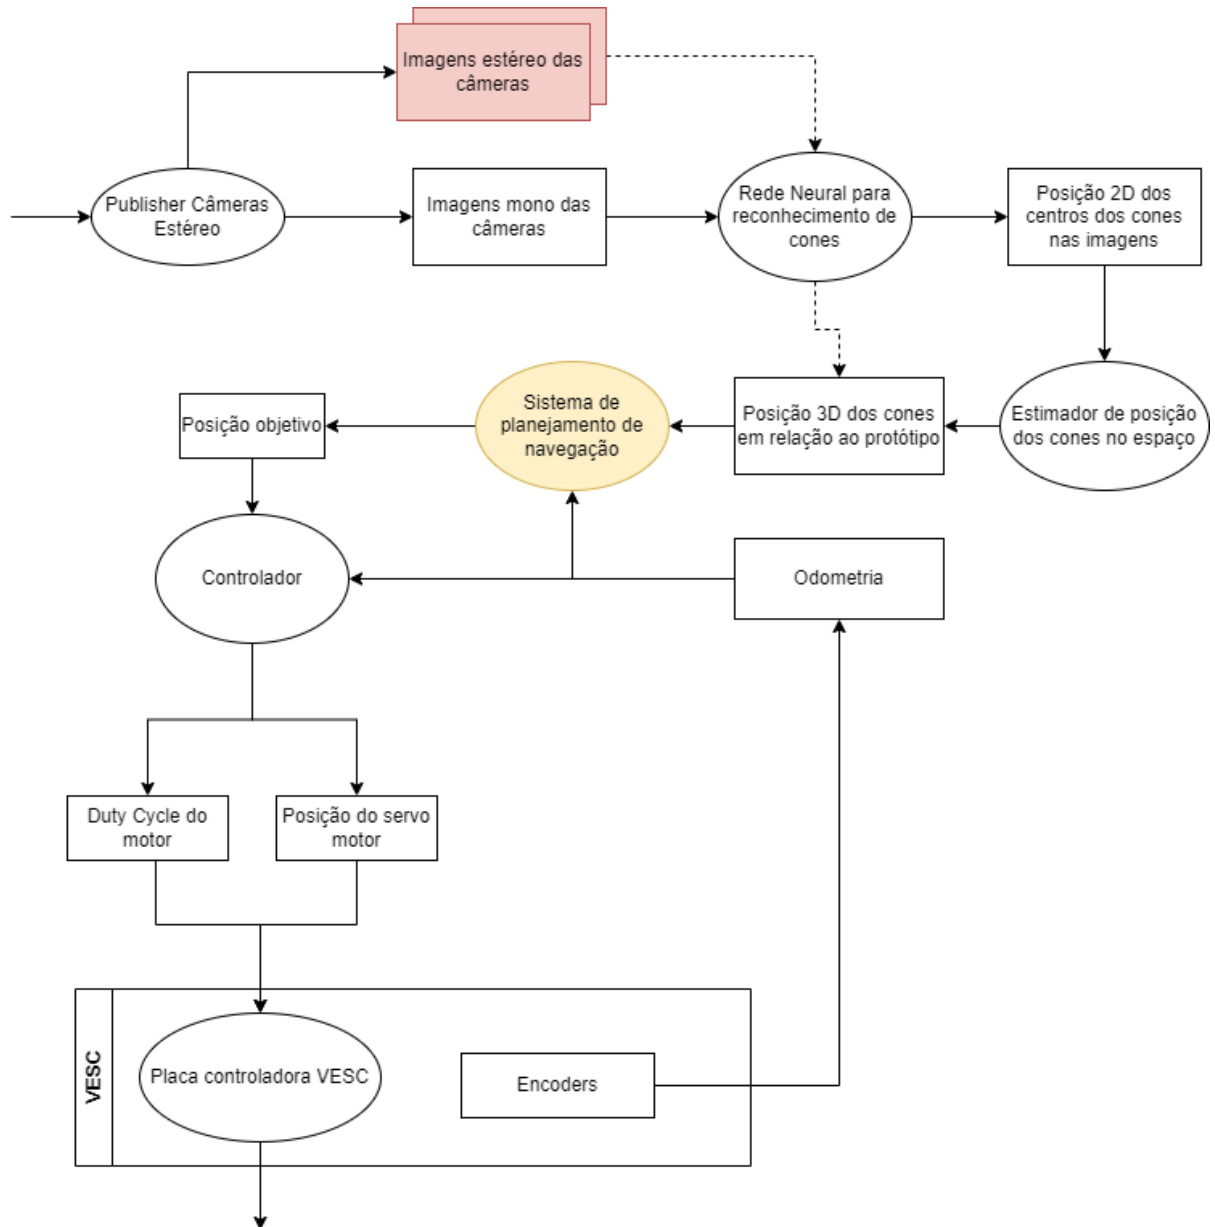 Imagens estéreo das
câmeras
Publisher Câmeras
Estéreo
Imagens mono das
câmeras
Rede Neural para
reconhecimento de
cones
Posição 2D dos
centros dos cones
nas imagens
Posição objetivo
Sistema de
planejamento de
navegação
Posição 3D dos cones
em relação ao protótipo
Estimador de posição
dos cones no espaço
Controlador
Odometria
Duty Cycle do
motor
Posição do servo
motor
VESC
Placa controladora VESC
Encoders